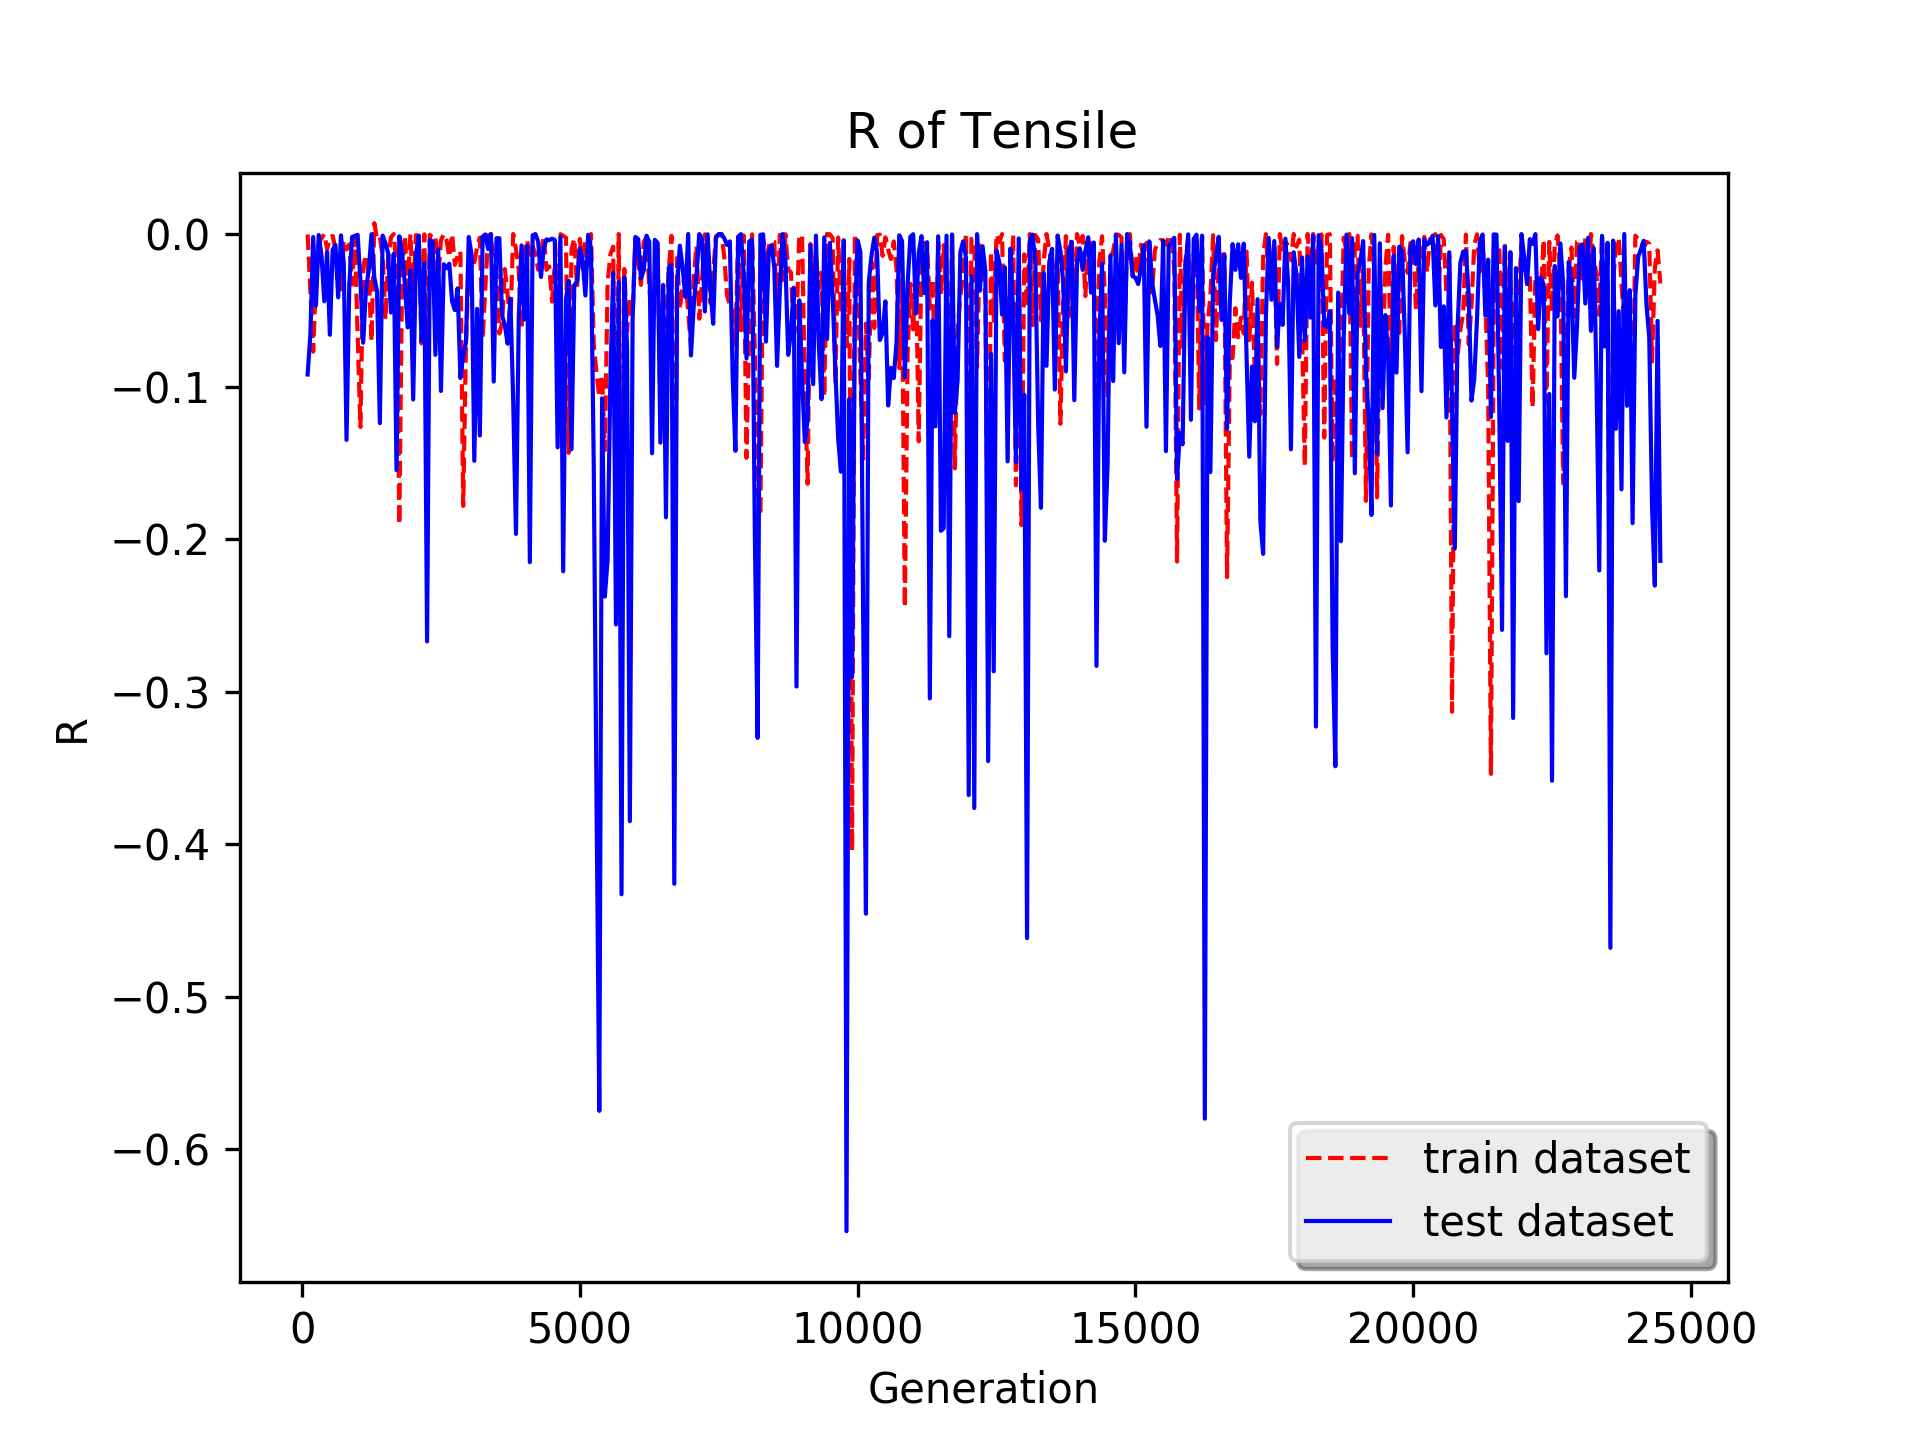 R of Tensile
0.0
−0.1
−0.2
−0.3
−0.4
−0.5
−0.6
R
train dataset
test dataset
0 5000 10000 15000 20000 25000
Generation